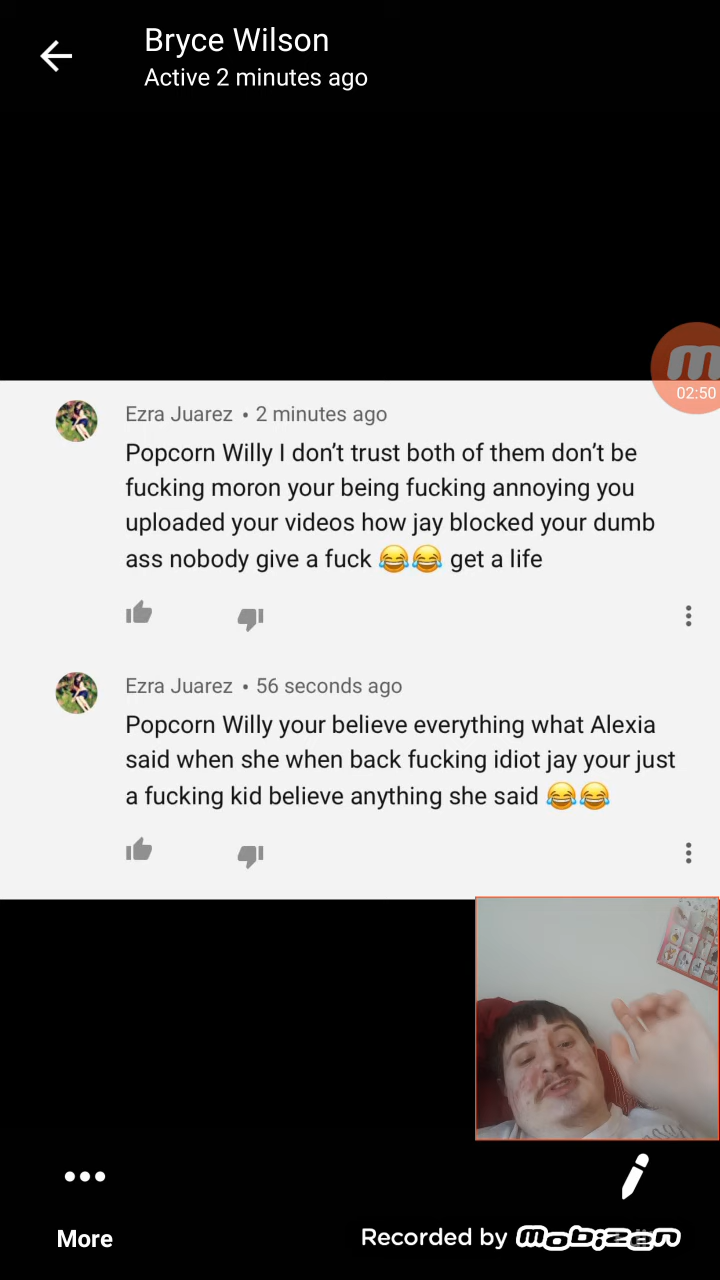 Bryce Wilson
Active 2 minutes ago
02:50
Ezra Juarez • 2 minutes ago
Popcorn Willy I don’t trust both of them don’t be
fucking moron your being fucking annoying you
uploaded your videos how jay blocked your dumb
ass nobody give a fuck 😂😂 get a life
Ezra Juarez • 56 seconds ago
Popcorn Willy your believe everything what Alexia
said when she when back fucking idiot jay your just
a fucking kid believe anything she said 😂😂
More
Recorded by mobizen